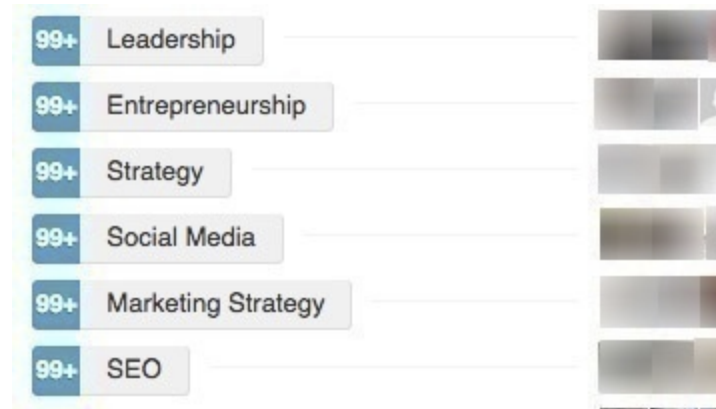 99+ Leadership
99+ Entrepreneurship
99+ Strategy
99+ Social Media
99+ Marketing Strategy
99+ SEO